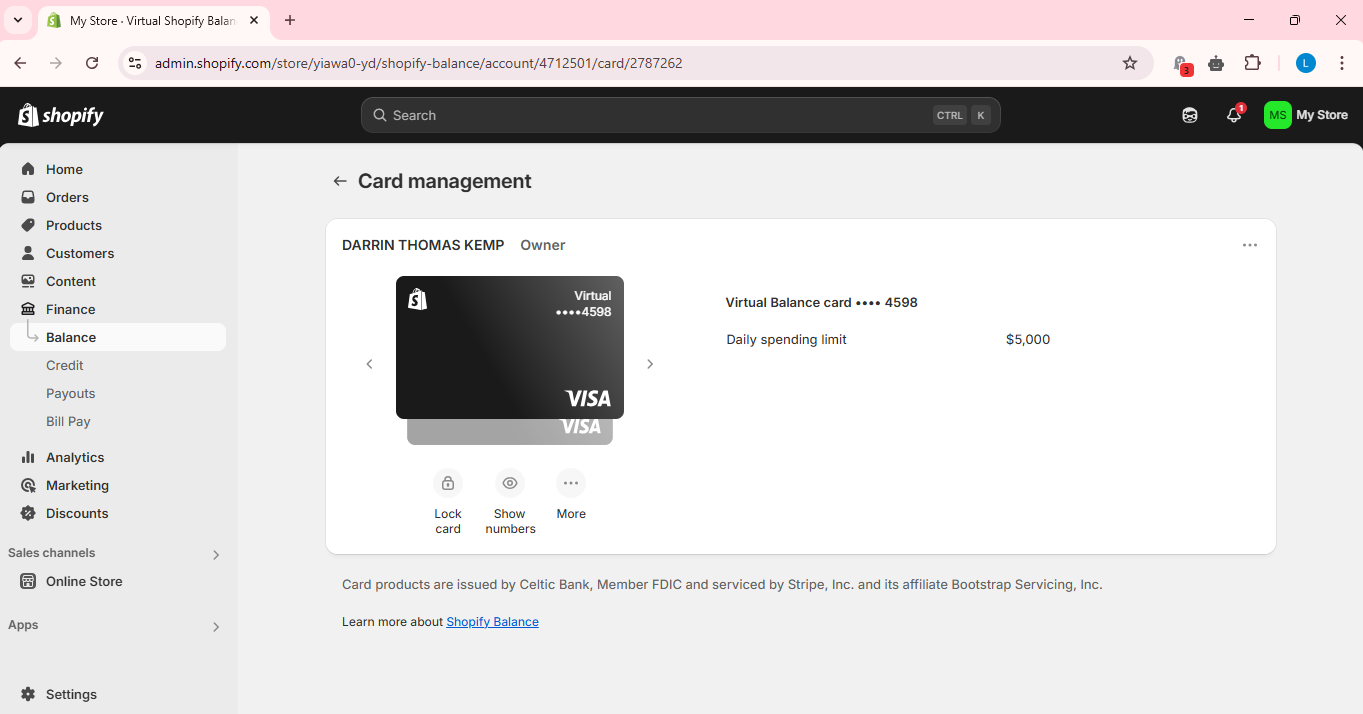 My Store · Virtual Shopify Balan
admin.shopify.com/store/yiawa0-yd/shopify-balance/account/4712501/card/2787262
3
L
shopify
Search
CTRL K
1
MS My Store
Home
Orders
Products
Customers
Content
Finance
Balance
Credit
Payouts
Bill Pay
Analytics
Marketing
Discounts
Sales channels
Online Store
Apps
Settings
Card management
DARRIN THOMAS KEMP Owner
Virtual
••••4598
VISA
VISA
Lock card
Show numbers
More
Virtual Balance card •••• 4598
Daily spending limit $5,000
Card products are issued by Celtic Bank, Member FDIC and serviced by Stripe, Inc. and its affiliate Bootstrap Servicing, Inc.
Learn more about Shopify Balance